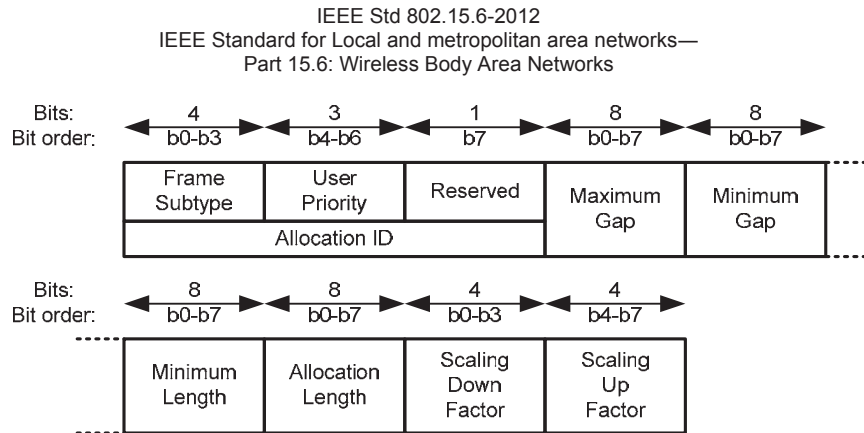 IEEE Std 802.15.6-2012
IEEE Standard for Local and metropolitan area networks—
Part 15.6: Wireless Body Area Networks
Bits: 4 3 1 8 8
Bit order: b0-b3 b4-b6 b7 b0-b7 b0-b7
Frame Subtype
User Priority
Reserved
Maximum Gap
Minimum Gap
Allocation ID
Bits: 8 8 4 4
Bit order: b0-b7 b0-b7 b0-b3 b4-b7
Minimum Length
Allocation Length
Scaling Down Factor
Scaling Up Factor